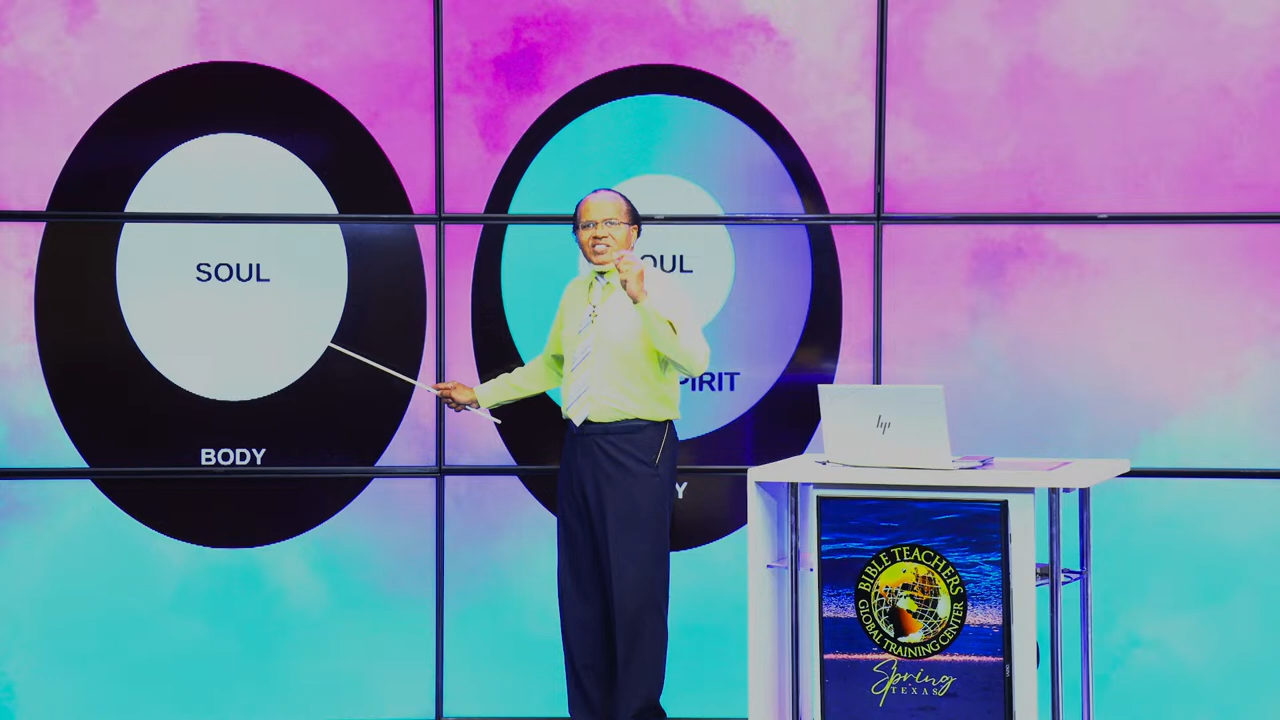 SOUL
BODY
OUL
PIRIT
Y
hp
BIBLE TEACHERS
GLOBAL TRAINING CENTER
Spring
TEXAS